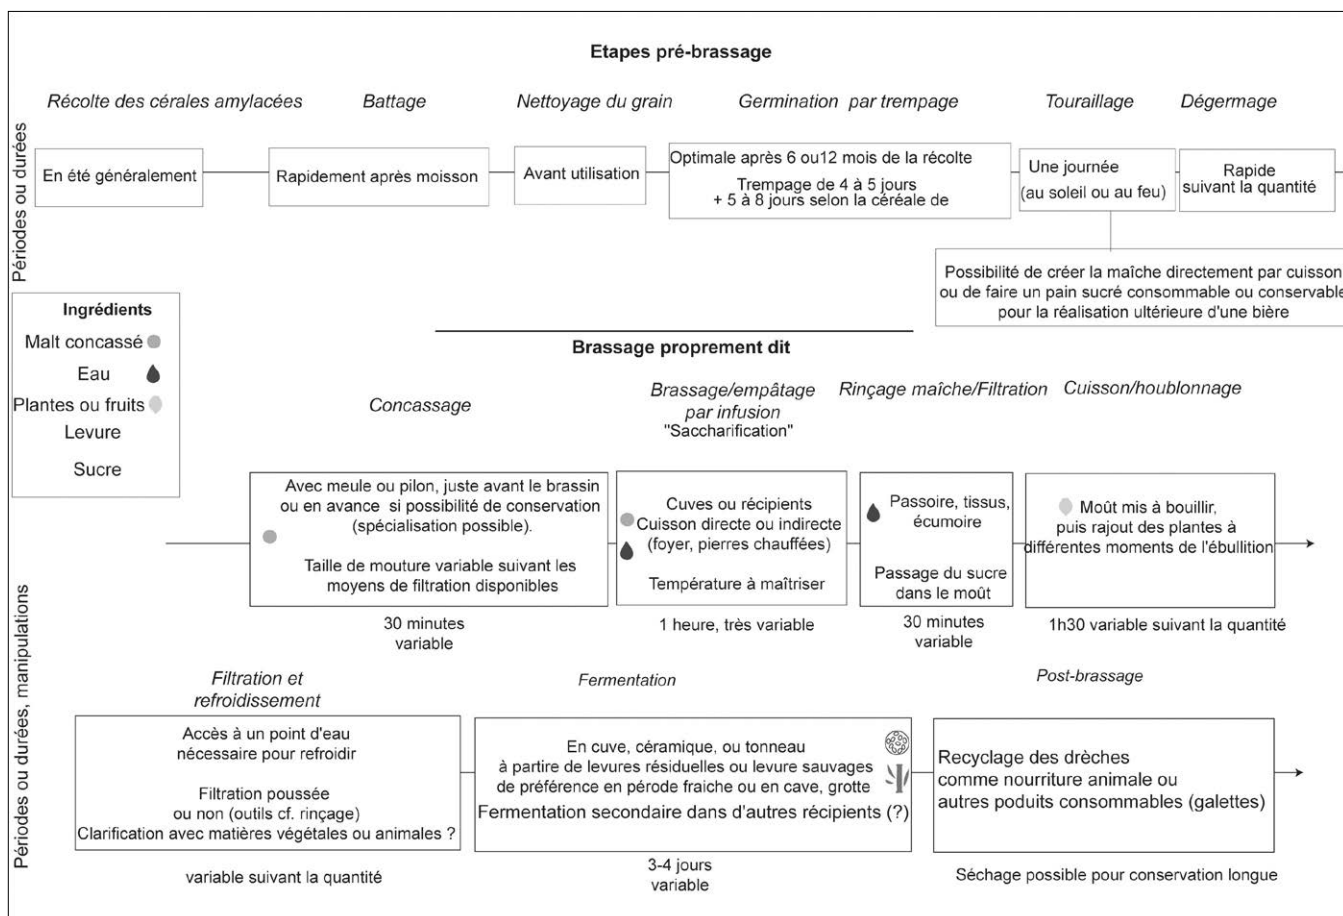 Etapes pré-brassage
Récolte des cérales amylacées
Battage
Nettoyage du grain
Germination par trempage
Touraillage
Dégermage
Périodes ou durées
En été généralement
Rapidement après moisson
Avant utilisation
Optimale après 6 ou12 mois de la récolte
Trempage de 4 à 5 jours
+ 5 à 8 jours selon la céréale de
Une journée
(au soleil ou au feu)
Rapide
suivant la quantité
Possibilité de créer la maîche directement par cuisson
ou de faire un pain sucré consommable ou conservable
pour la réalisation ultérieure d'une bière
Ingrédients
Malt concassé
Eau
Plantes ou fruits
Levure
Sucre
Brassage proprement dit
Concassage
Brassage/empâtage
par infusion
"Saccharification"
Rinçage maîche/Filtration
Cuisson/houblonnage
Périodes ou durées, manipulations
Avec meule ou pilon, juste avant le brassin
ou en avance si possibilité de conservation
(spécialisation possible).
Taille de mouture variable suivant les
moyens de filtration disponibles
30 minutes
variable
Cuves ou récipients
Cuisson directe ou indirecte
(foyer, pierres chauffées)
Température à maîtriser
1 heure, très variable
Passoire, tissus,
écumoire
Passage du sucre
dans le moût
30 minutes
variable
Moût mis à bouillir,
puis rajout des plantes à
différentes moments de l'ébullition
1h30 variable suivant la quantité
Filtration et
refroidissement
Fermentation
Post-brassage
Accès à un point d'eau
nécessaire pour refroidir
Filtration poussée
ou non (outils cf. rinçage)
Clarification avec matières végétales ou animales ?
variable suivant la quantité
En cuve, céramique, ou tonneau
à partire de levures résiduelles ou levure sauvages
de préférence en pérode fraiche ou en cave, grotte
Fermentation secondaire dans d'autres récipients (?)
3-4 jours
variable
Recyclage des drèches
comme nourriture animale ou
autres poduits consommables (galettes)
Séchage possible pour conservation longue